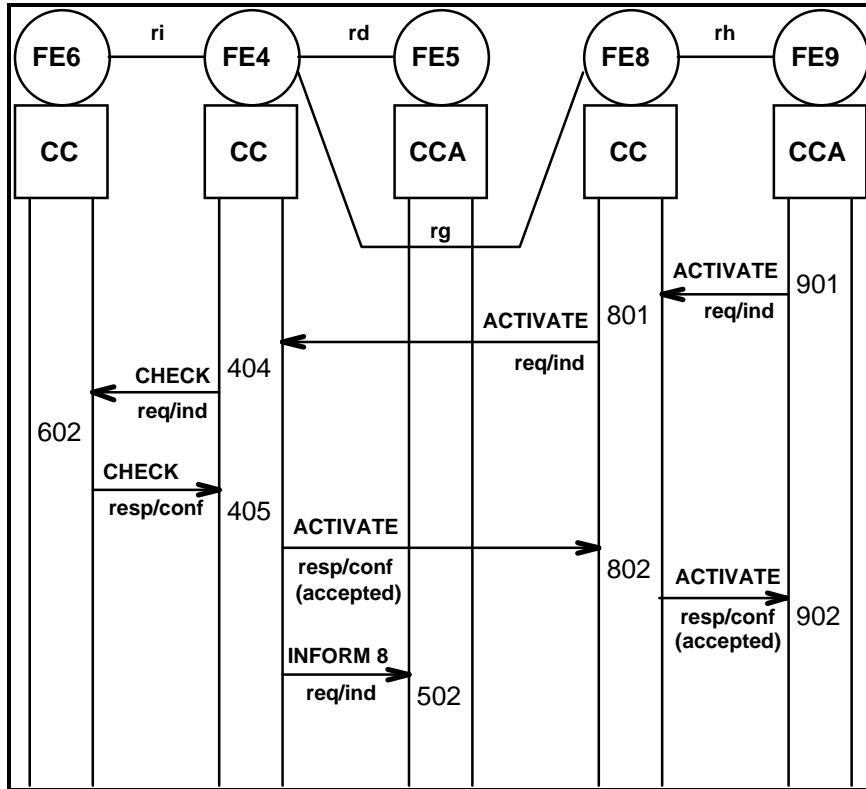 ri
rd
rh
FE6
FE4
FE5
FE8
FE9
CC
CC
CCA
CC
CCA
rg
ACTIVATE
901
req/ind
801
ACTIVATE
req/ind
404
CHECK
req/ind
602
CHECK
resp/conf
405
ACTIVATE
resp/conf
(accepted)
802
ACTIVATE
resp/conf
(accepted)
902
INFORM 8
req/ind
502